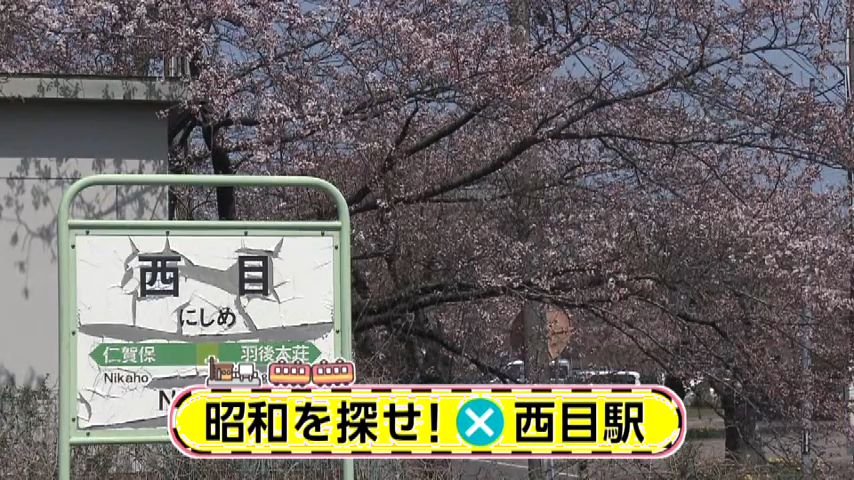 西目
にしめ
仁賀保 羽後本荘
Nikaho
N
昭和を探せ!×西目駅